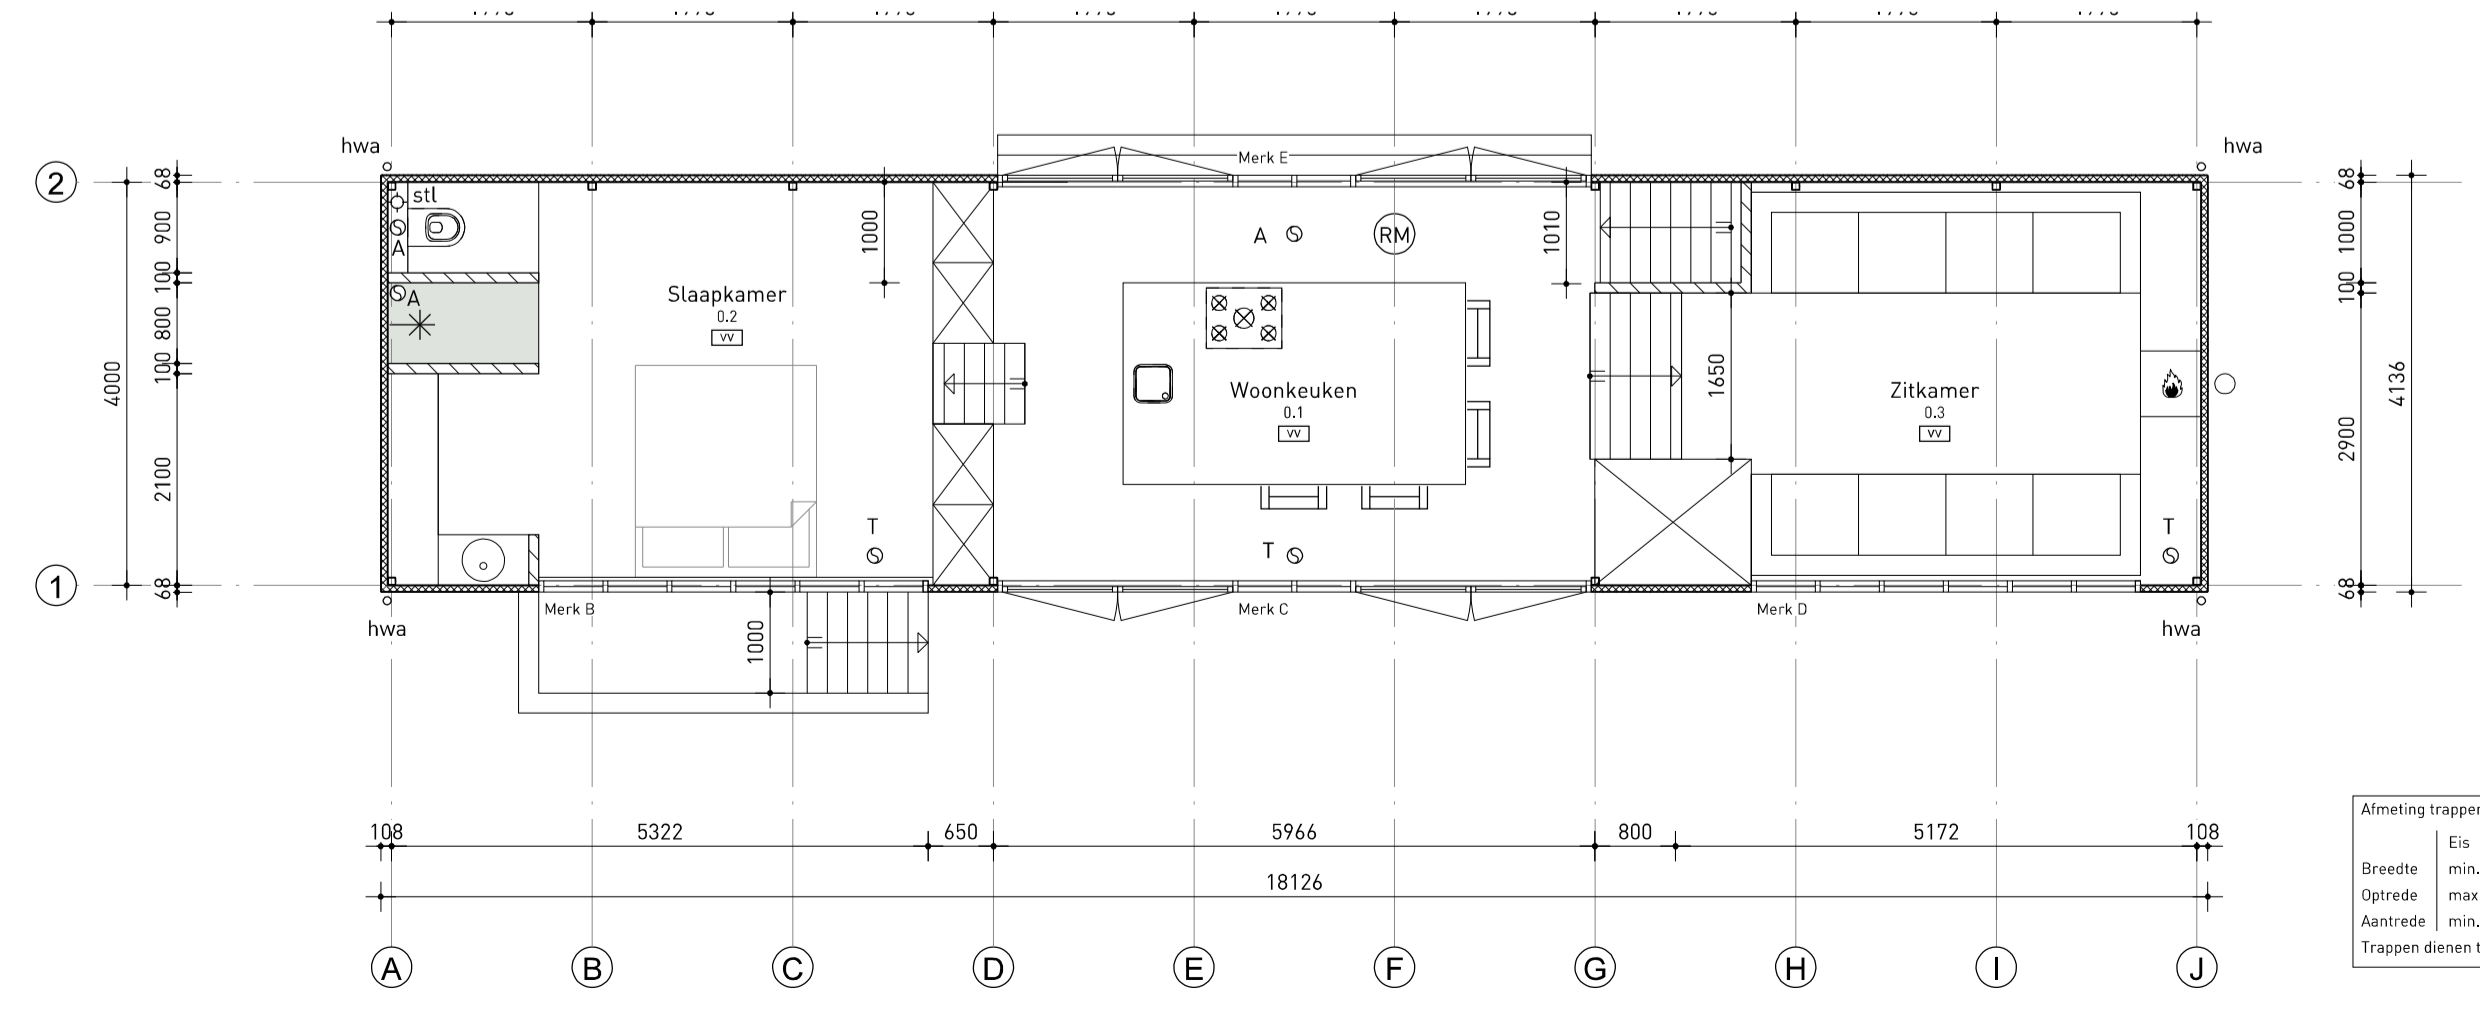 hwa
hwa
2
68
stl
Merk E
68
900
A
1000
A
RM
1010
1000
100
A
100
Slaapkamer
0.2
VV
800
4000
100
1650
Woonkeuken
0.1
VV
Zitkamer
0.3
VV
4136
2100
2900
T
T
T
1
68
68
Merk B
Merk C
Merk D
hwa
hwa
1000
108
5322
650
5966
800
5172
108
18126
Afmeting trappen
Eis
Breedte
min.
Optrede
max
Aantrede
min.
Trappen dienen t
A
B
C
D
E
F
G
H
I
J